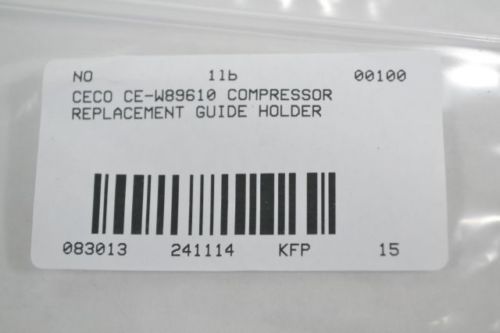 NO 1lb 00100
CECO CE-W89610 COMPRESSOR
REPLACEMENT GUIDE HOLDER
083013 241114 KFP 15